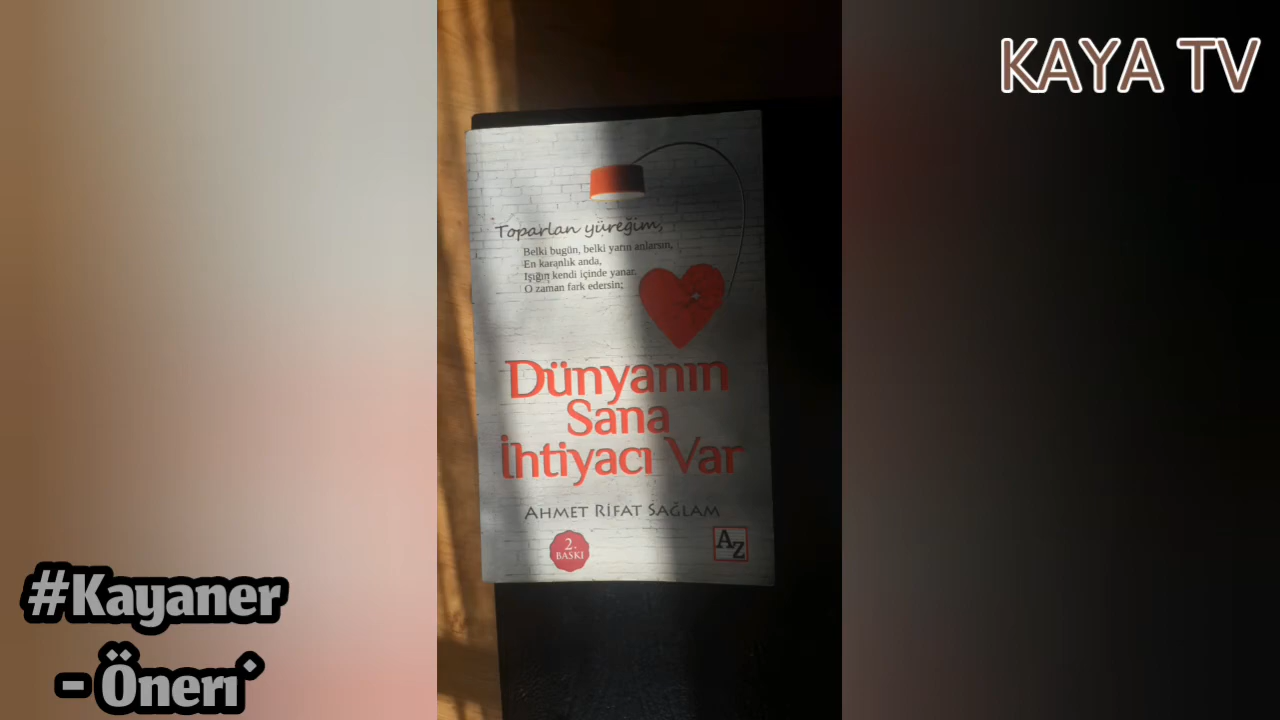 KAYA TV
Toparlan yüreğim,
Belki bugün, belki yarın anlarsın,
En karanlık anda,
Işığın kendi içinde yanar.
O zaman fark edersin;
Dünyanın
Sana
İhtiyacı Var
AHMET RİFAT SAĞLAM
2.
BASKI
AZ
#Kayaner
- Önerı˙